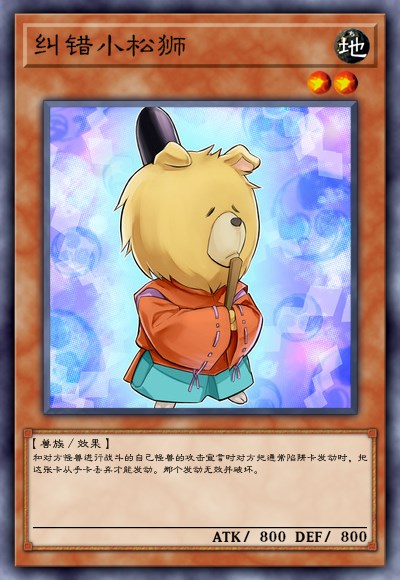 纠错小松狮
地
【兽族／效果】
和对方怪兽进行战斗的自己怪兽的攻击宣言时对方把通常陷阱卡发动时，把
这张卡从手卡丢弃才能发动。那个发动无效并破坏。
ATK/ 800 DEF/ 800